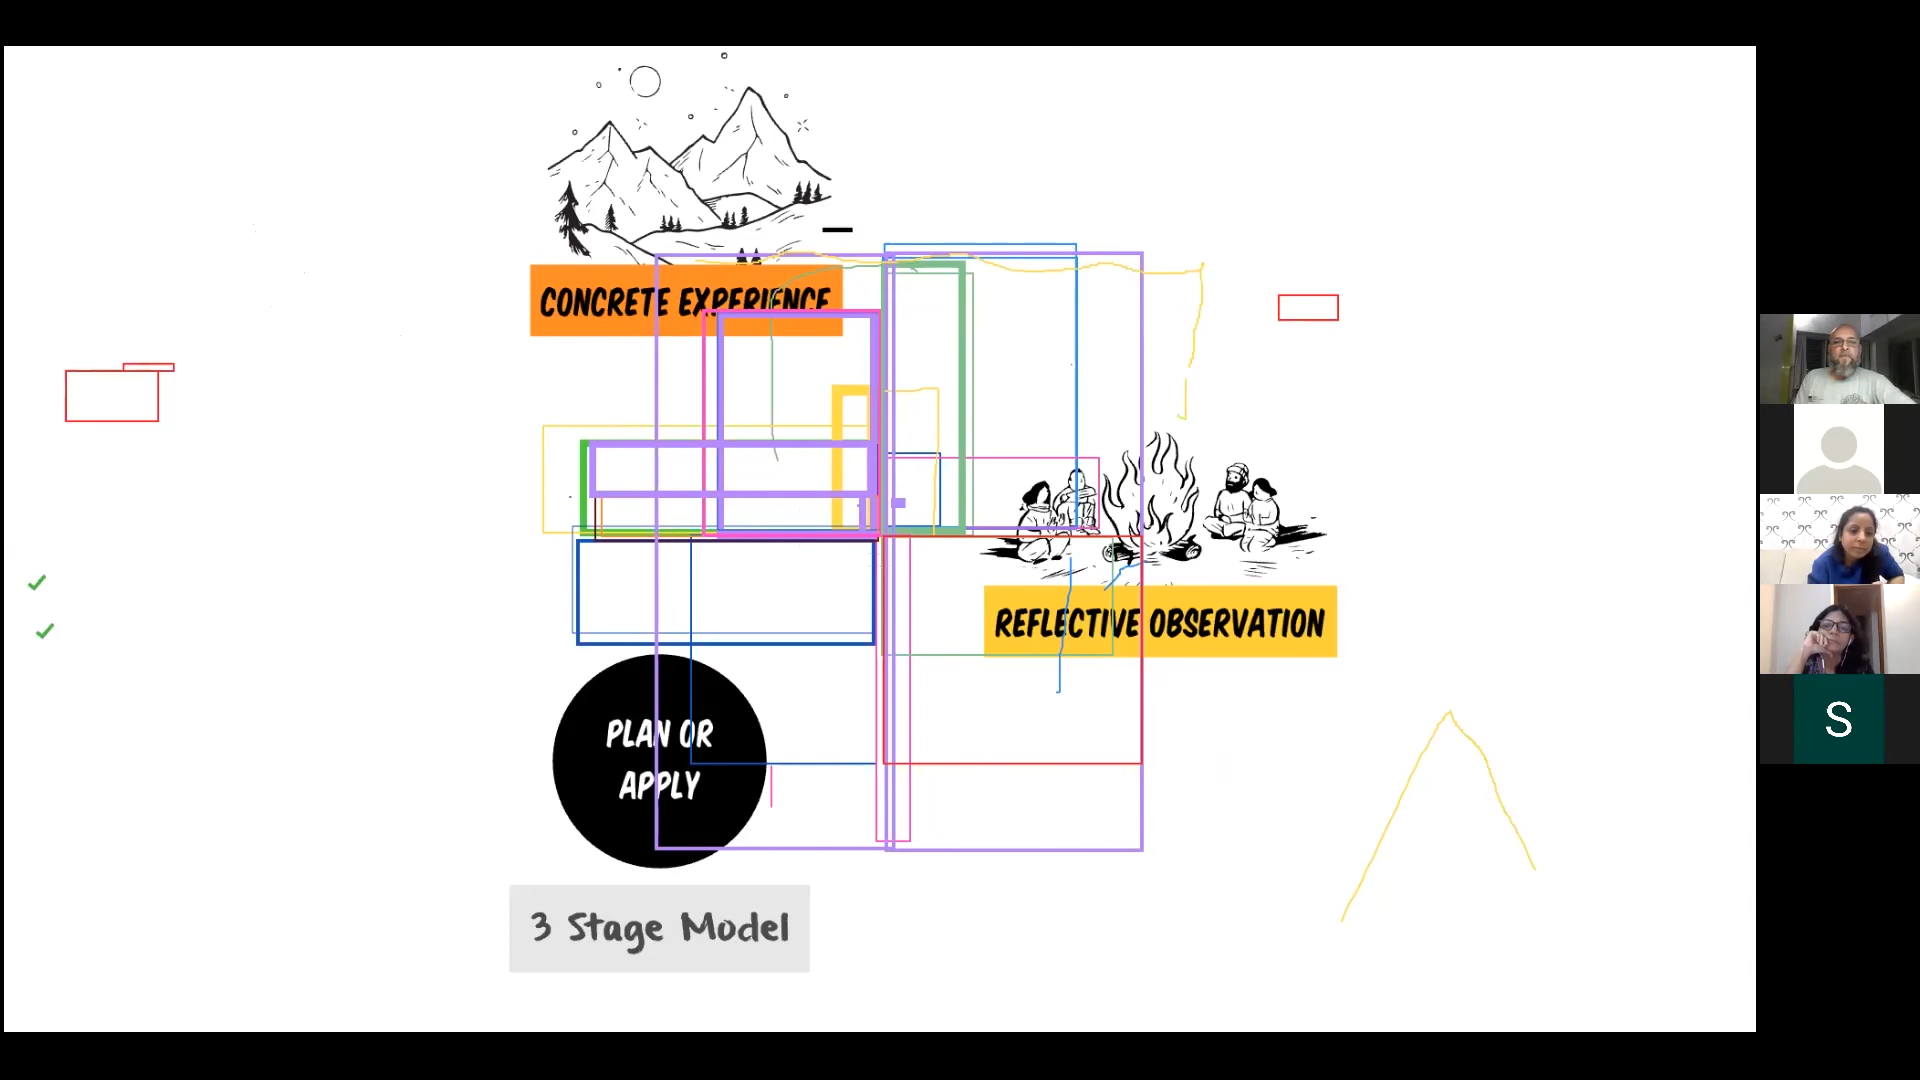 CONCRETE EXPERIENCE
REFLECTIVE OBSERVATION
PLAN OR
APPLY
3 Stage Model
S